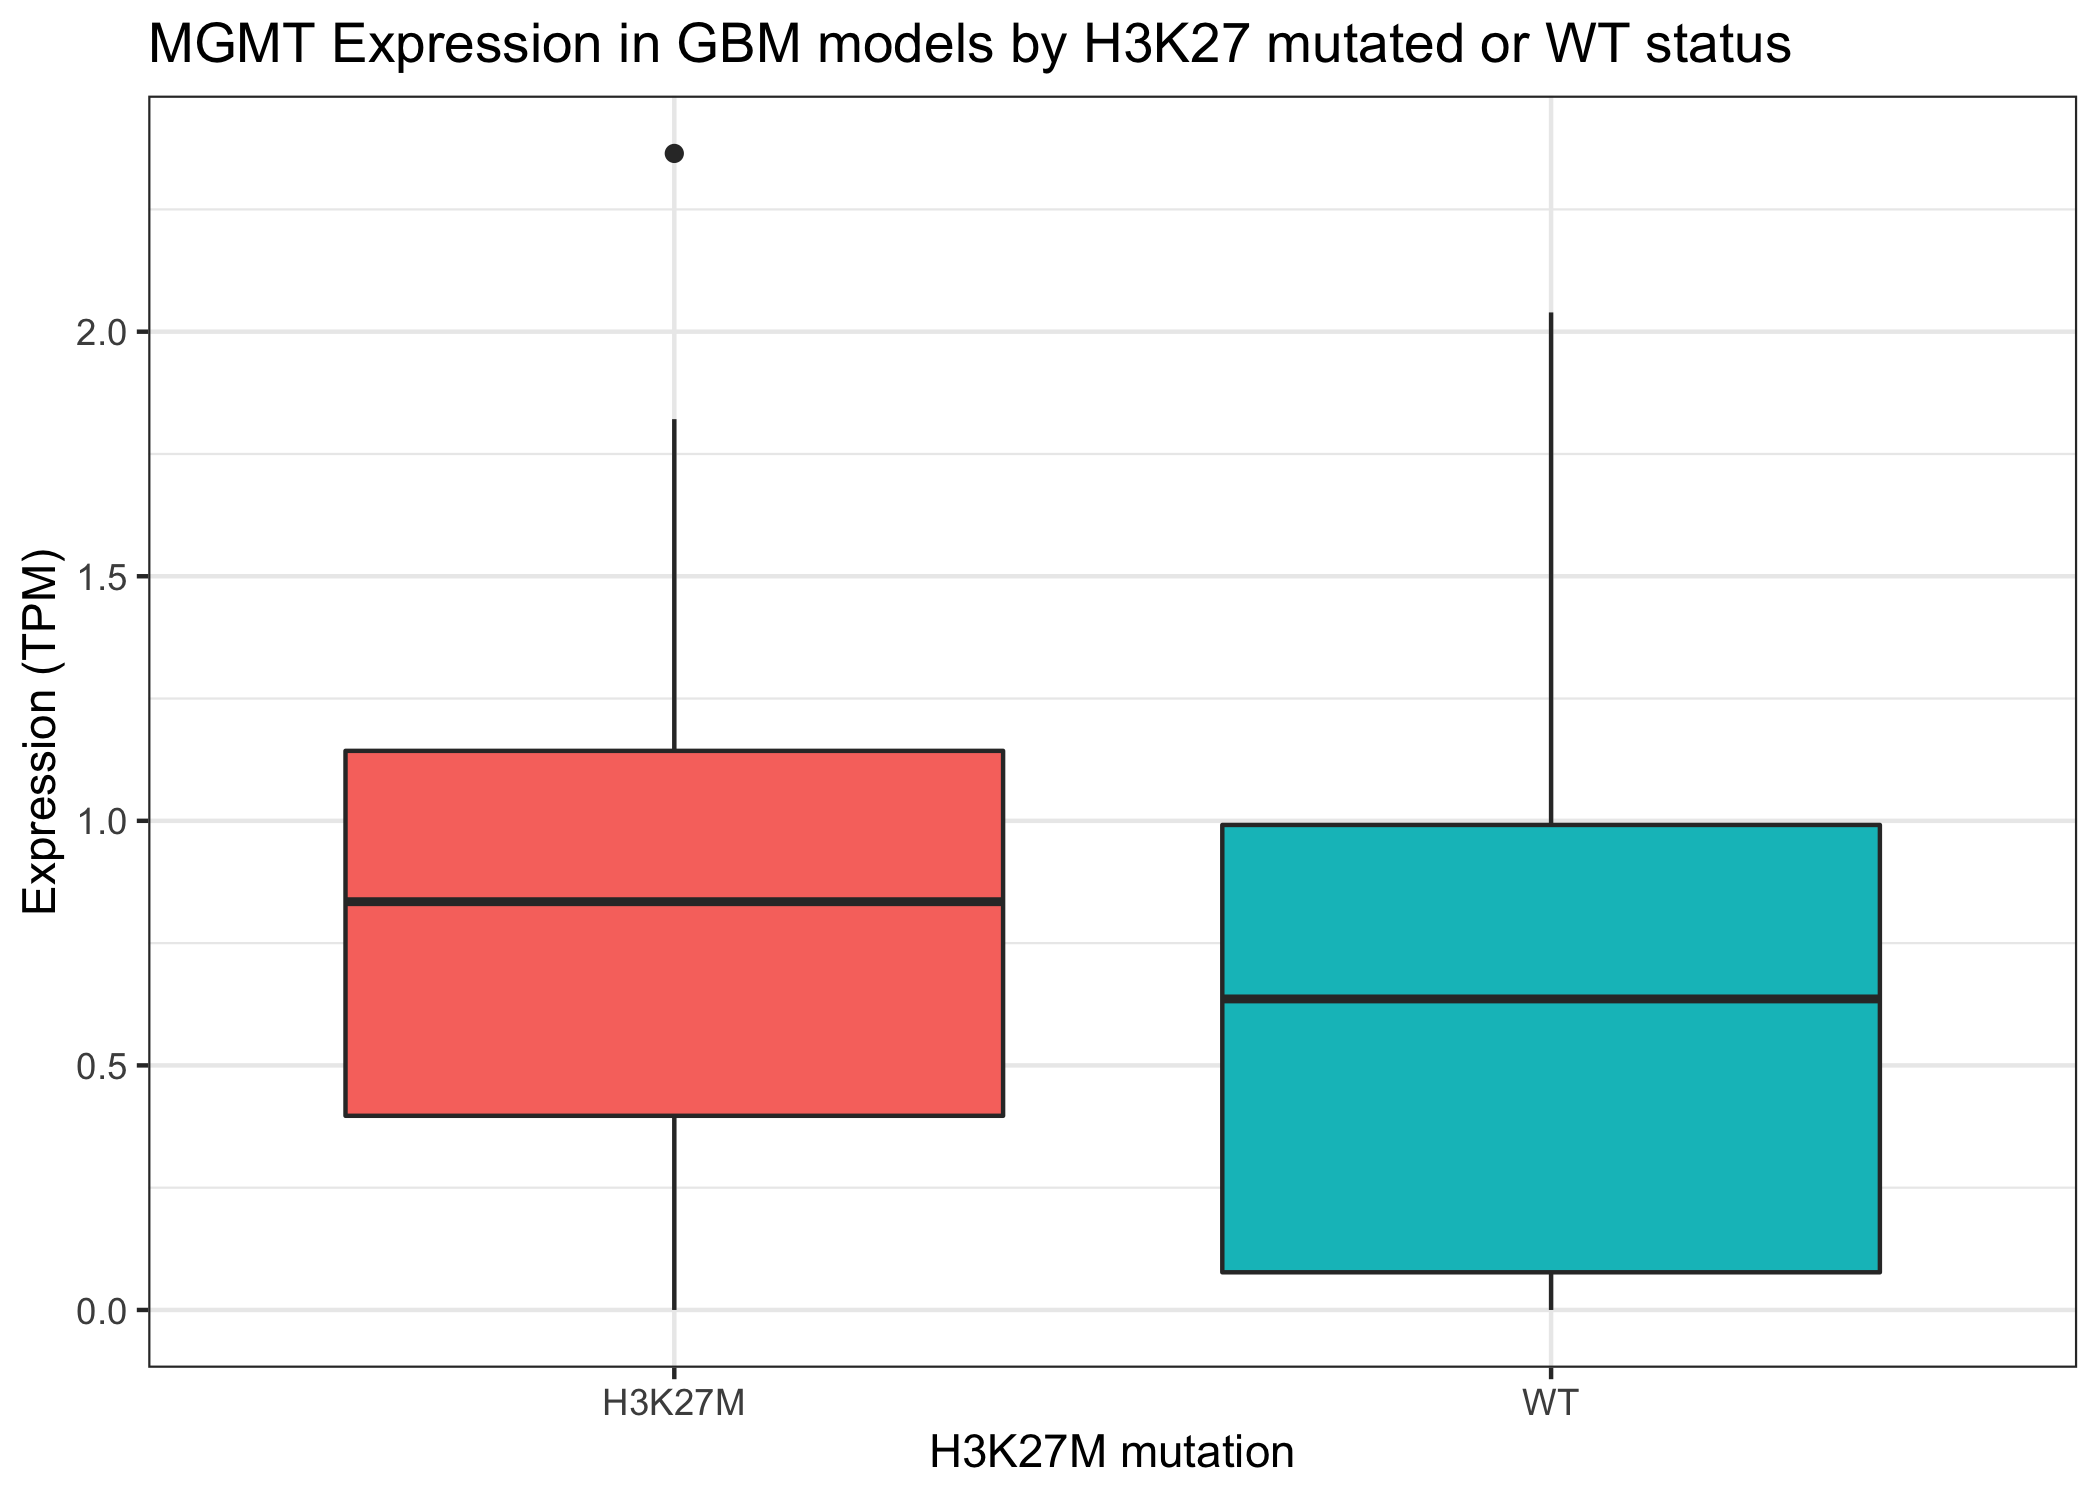 MGMT Expression in GBM models by H3K27 mutated or WT status
Expression (TPM)
2.0
1.5
1.0
0.5
0.0
H3K27M
WT
H3K27M mutation